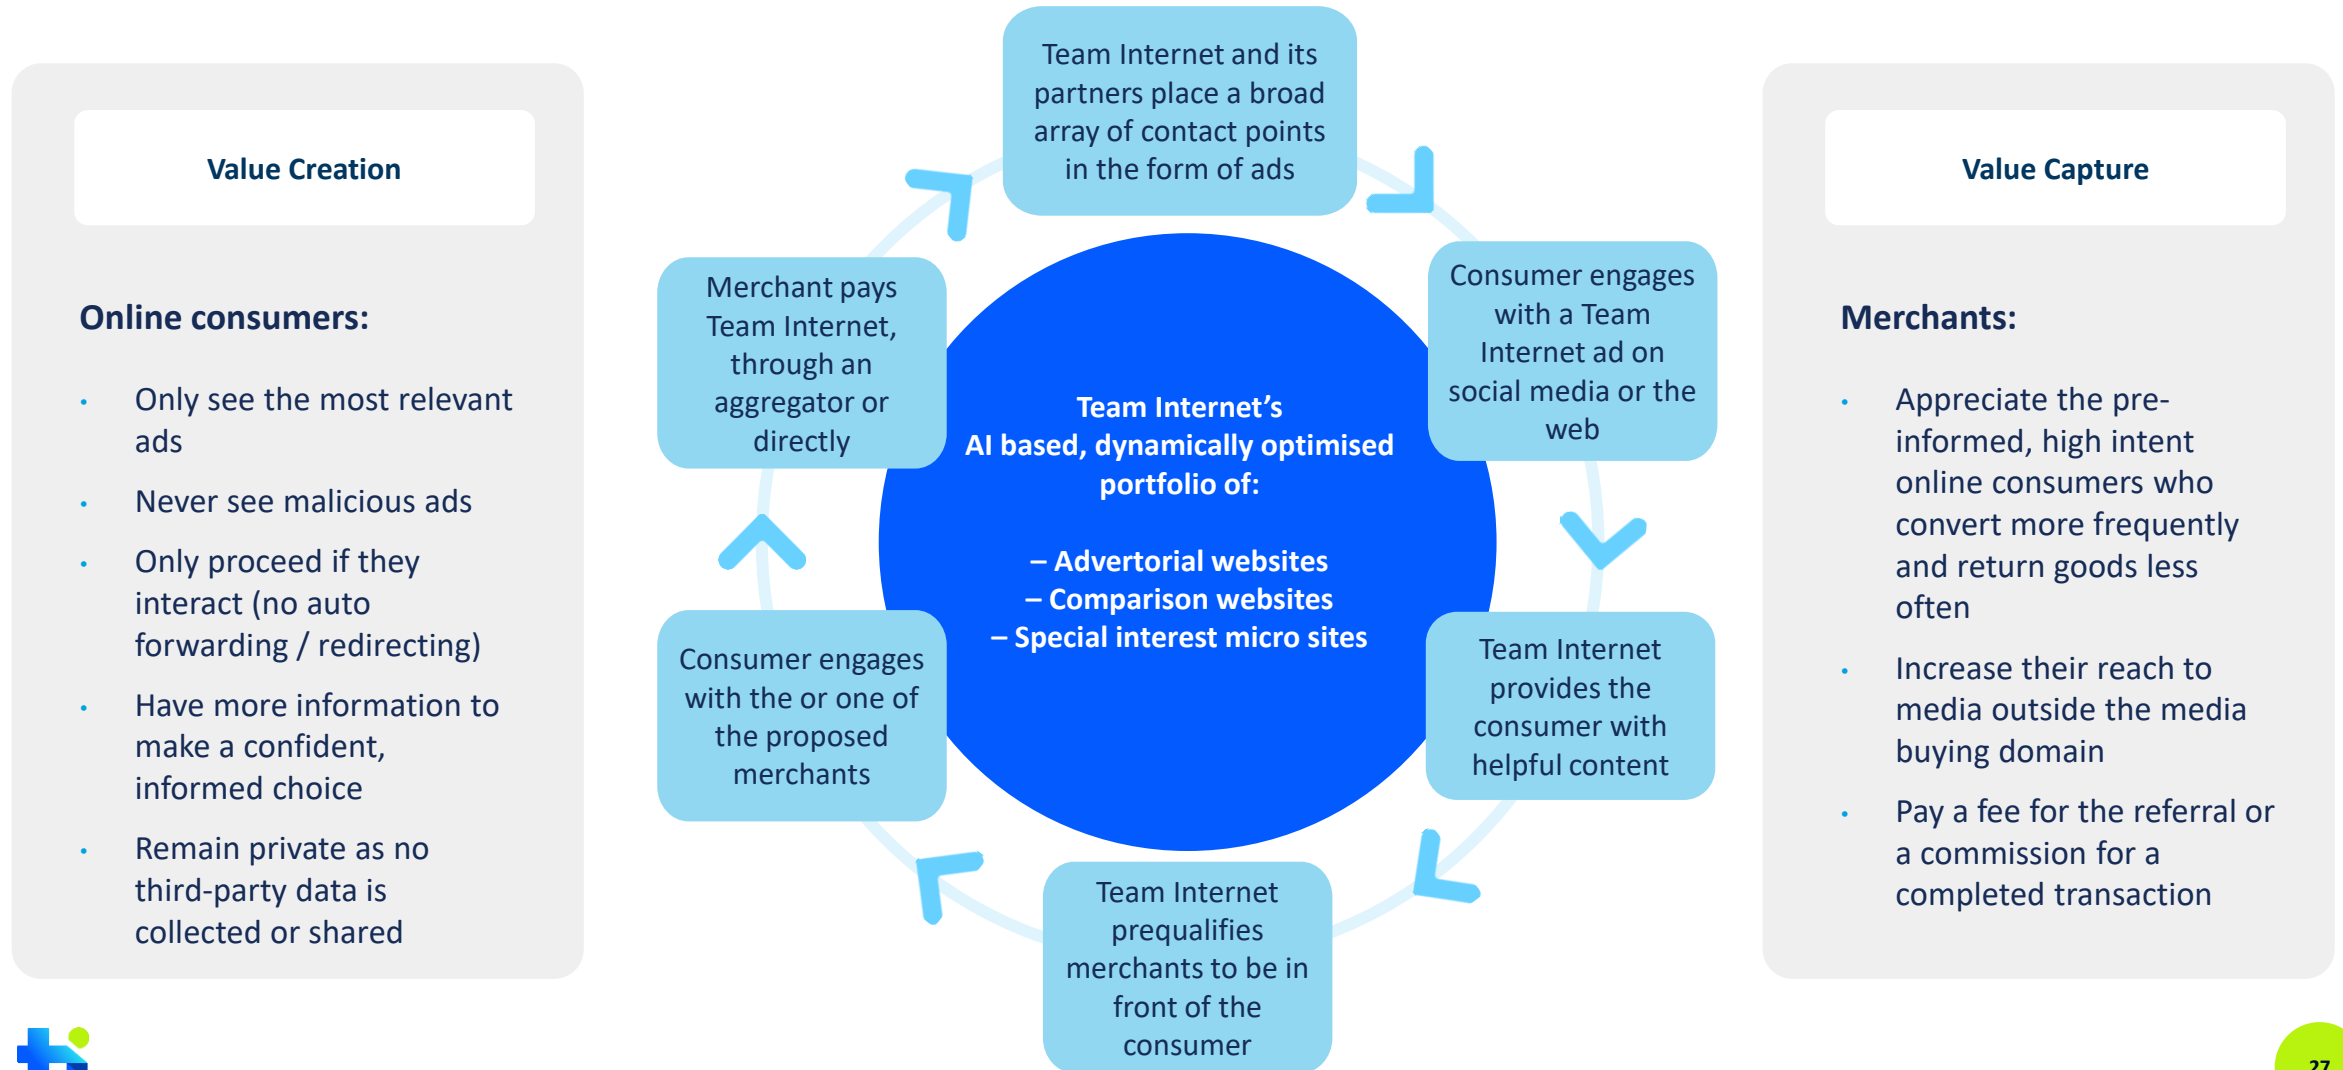 Value Creation
Online consumers:
• Only see the most relevant
ads
• Never see malicious ads
• Only proceed if they
interact (no auto
forwarding / redirecting)
• Have more information to
make a confident,
informed choice
• Remain private as no
third-party data is
collected or shared
Team Internet and its
partners place a broad
array of contact points
in the form of ads
Consumer engages
with a Team
Internet ad on
social media or the
web
Team Internet
provides the
consumer with
helpful content
Team Internet
prequalifies
merchants to be in
front of the
consumer
Consumer engages
with the or one of
the proposed
merchants
Merchant pays
Team Internet,
through an
aggregator or
directly
Team Internet’s
AI based, dynamically optimised
portfolio of:
– Advertorial websites
– Comparison websites
– Special interest micro sites
Value Capture
Merchants:
• Appreciate the pre-
informed, high intent
online consumers who
convert more frequently
and return goods less
often
• Increase their reach to
media outside the media
buying domain
• Pay a fee for the referral or
a commission for a
completed transaction
27